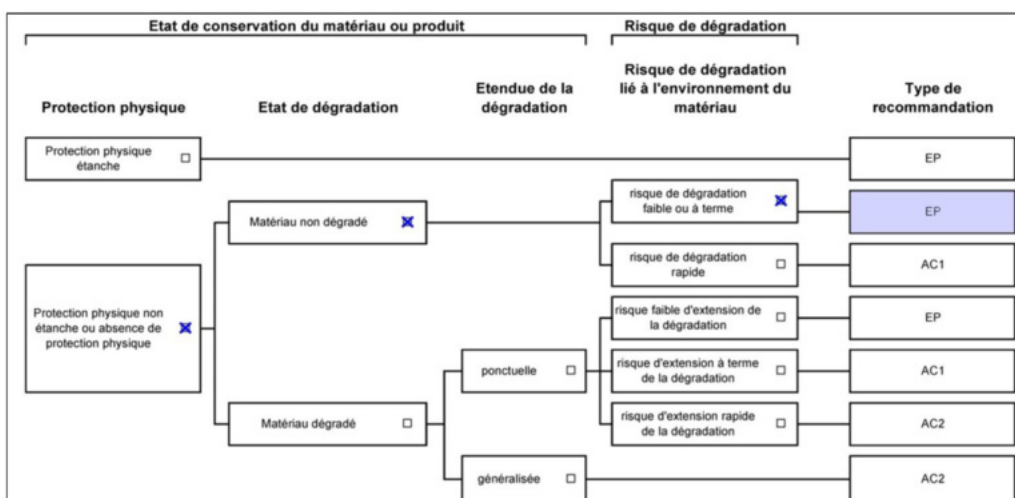 Etat de conservation du matériau ou produit
Risque de dégradation
Protection physique
Etat de dégradation
Etendue de la
dégradation
Risque de dégradation
lié à l'environnement du
matériau
Type de
recommandation
Protection physique
étanche
EP
Matériau non dégradé
risque de dégradation
faible ou à terme
EP
risque de dégradation
rapide
AC1
Protection physique non
étanche ou absence de
protection physique
risque faible d'extension de
la dégradation
EP
ponctuelle
risque d'extension à terme
de la dégradation
AC1
Matériau dégradé
risque d'extension rapide
de la dégradation
AC2
généralisée
AC2